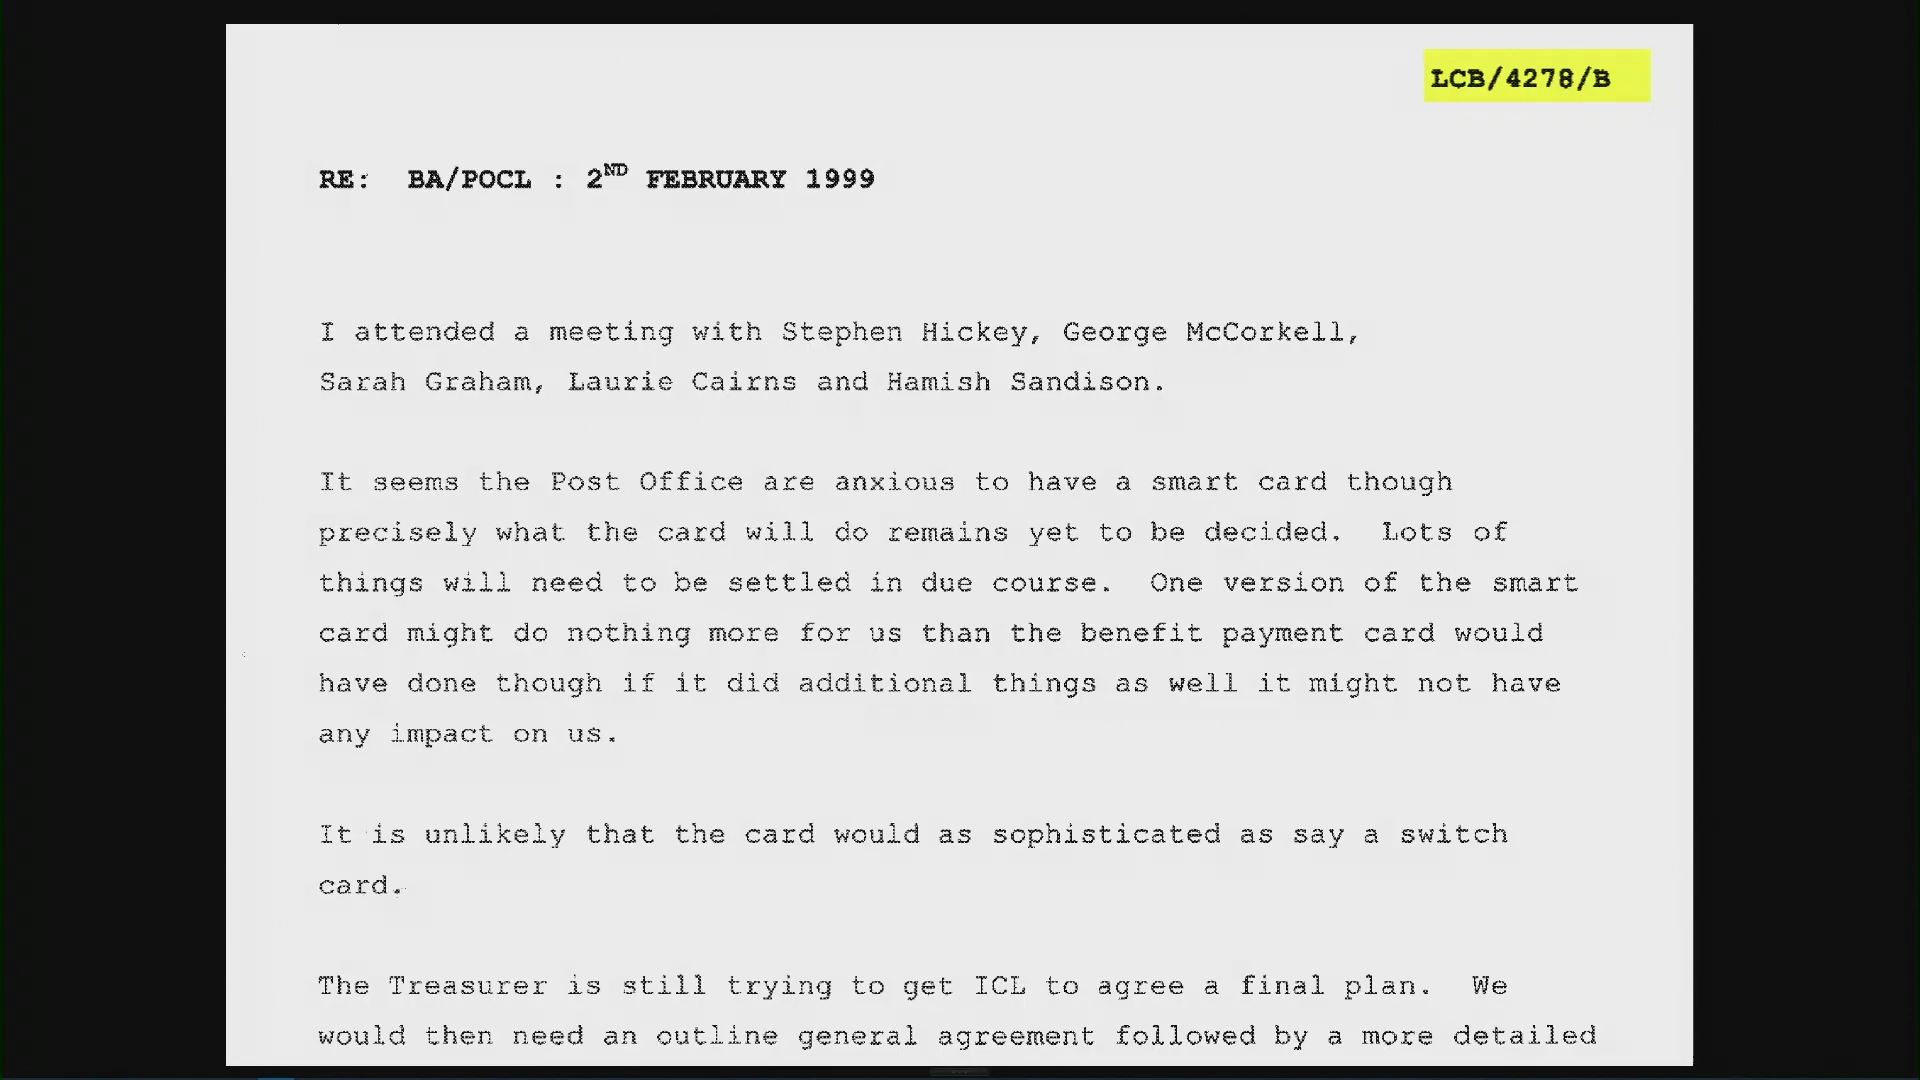 LCB/4278/B
RE: BA/POCL : 2ND FEBRUARY 1999
I attended a meeting with Stephen Hickey, George McCorkell,
Sarah Graham, Laurie Cairns and Hamish Sandison.
It seems the Post Office are anxious to have a smart card though
precisely what the card will do remains yet to be decided. Lots of
things will need to be settled in due course. One version of the smart
card might do nothing more for us than the benefit payment card would
have done though if it did additional things as well it might not have
any impact on us.
It is unlikely that the card would as sophisticated as say a switch
card.
The Treasurer is still trying to get ICL to agree a final plan. We
would then need an outline general agreement followed by a more detailed